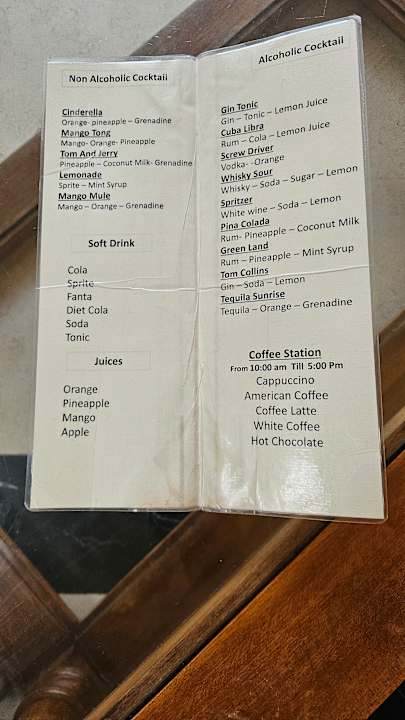 Non Alcoholic Cocktail
Cinderella
Orange- pineapple – Grenadine
Mango Tong
Mango- Orange- Pineapple
Tom And Jerry
Pineapple – Coconut Milk- Grenadine
Lemonade
Sprite – Mint Syrup
Mango Mule
Mango – Orange – Grenadine
Soft Drink
Cola
Sprite
Fanta
Diet Cola
Soda
Tonic
Juices
Orange
Pineapple
Mango
Apple
Alcoholic Cocktail
Gin Tonic
Gin – Tonic – Lemon Juice
Cuba Libra
Rum – Cola – Lemon Juice
Screw Driver
Vodka- -Orange
Whisky Sour
Whisky – Soda – Sugar – Lemon
Spritzer
White wine – Soda – Lemon
Pina Colada
Rum- Pineapple – Coconut Milk
Green Land
Rum – Pineapple – Mint Syrup
Tom Collins
Gin – Soda – Lemon
Tequila Sunrise
Tequila – Orange – Grenadine
Coffee Station
From 10:00 am Till 5:00 Pm
Cappuccino
American Coffee
Coffee Latte
White Coffee
Hot Chocolate